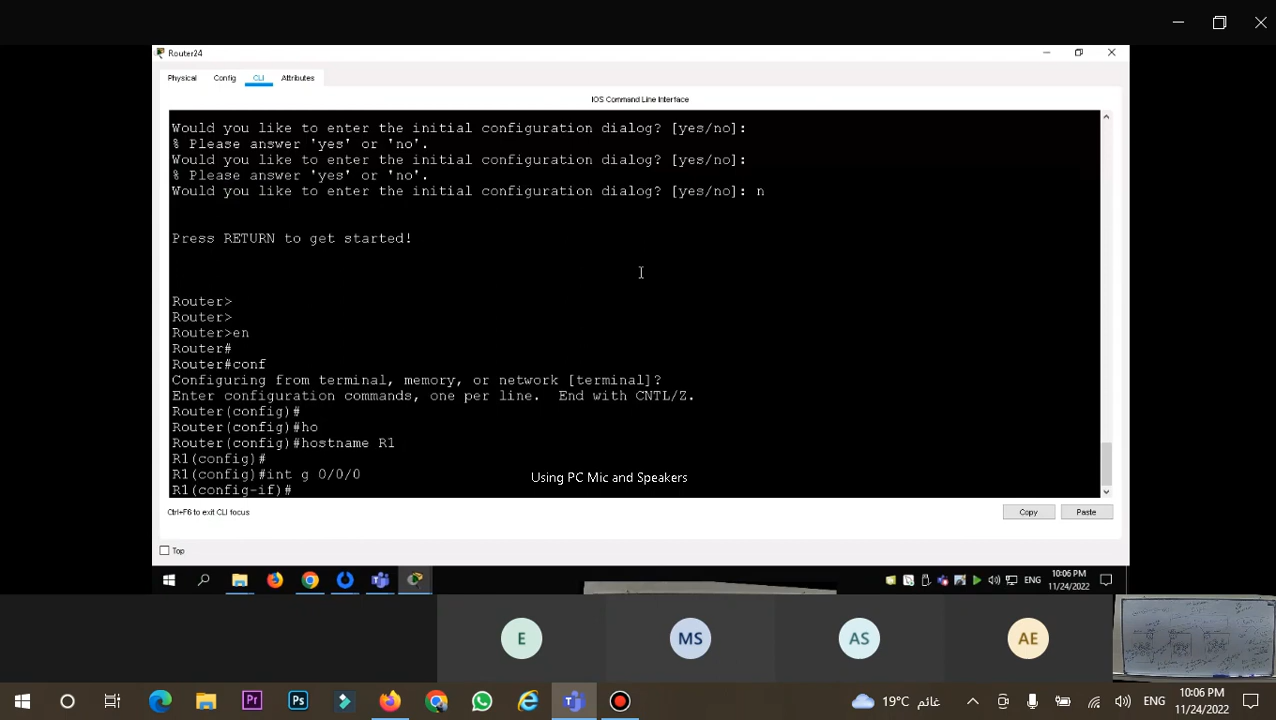 Router24
Physical Config CLI Attributes
IOS Command Line Interface
Would you like to enter the initial configuration dialog? [yes/no]:
% Please answer 'yes' or 'no'.
Would you like to enter the initial configuration dialog? [yes/no]:
% Please answer 'yes' or 'no'.
Would you like to enter the initial configuration dialog? [yes/no]: n
Press RETURN to get started!
Router>
Router>
Router>en
Router#
Router#conf
Configuring from terminal, memory, or network [terminal]?
Enter configuration commands, one per line.  End with CNTL/Z.
Router(config)#
Router(config)#ho
Router(config)#hostname R1
R1(config)#
R1(config)#int g 0/0/0
R1(config-if)#
Using PC Mic and Speakers
Ctrl+F6 to exit CLI focus
Copy Paste
Top
ENG
10:06 PM
11/24/2022
E MS AS AE
Pr Ps
19°C غائم
ENG
10:06 PM
11/24/2022